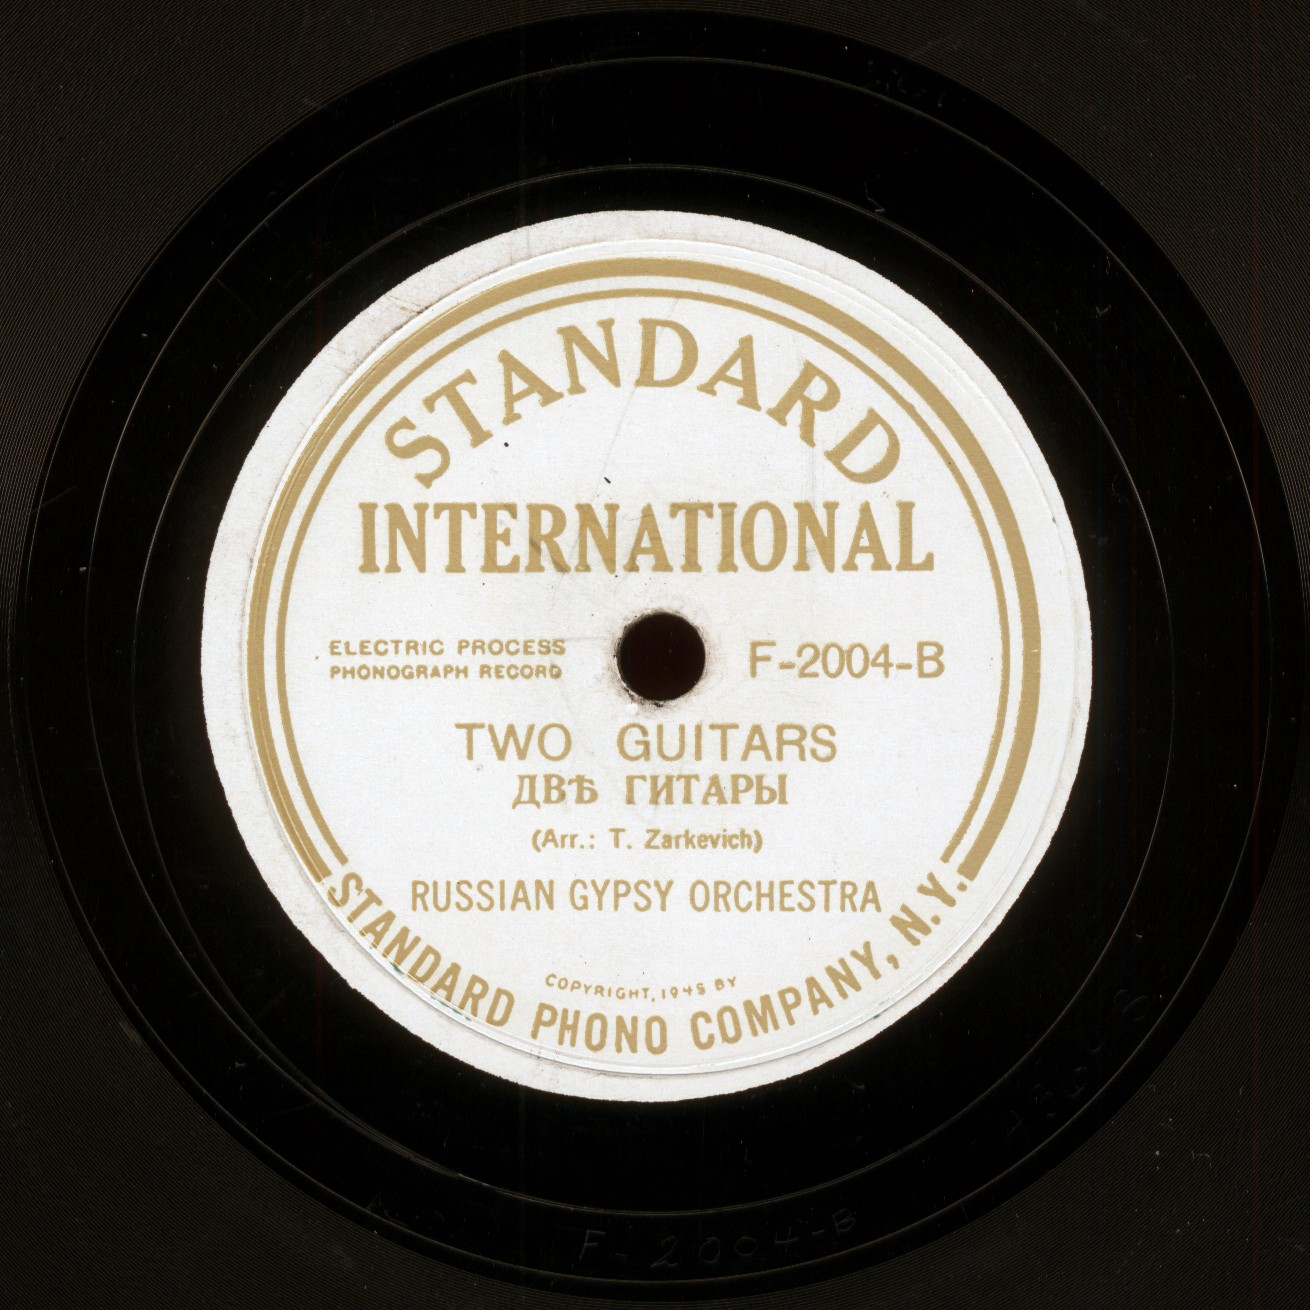 STANDARD
INTERNATIONAL
ELECTRIC PROCESS
PHONOGRAPH RECORD
F-2004-B
TWO GUITARS
ДВѢ ГИТАРЫ
(Arr.: T. Zarkevich)
RUSSIAN GYPSY ORCHESTRA
COPYRIGHT, 1945 BY
STANDARD PHONO COMPANY, N.Y.
F-2004-B